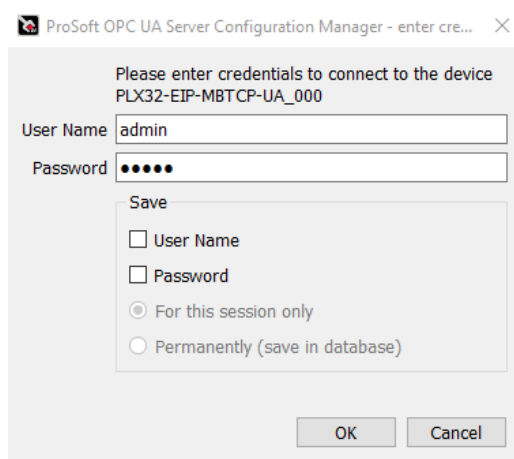 ProSoft OPC UA Server Configuration Manager - enter cre...
Please enter credentials to connect to the device
PLX32-EIP-MBTCP-UA_000
User Name admin
Password ●●●●●
Save
User Name
Password
For this session only
Permanently (save in database)
OK Cancel